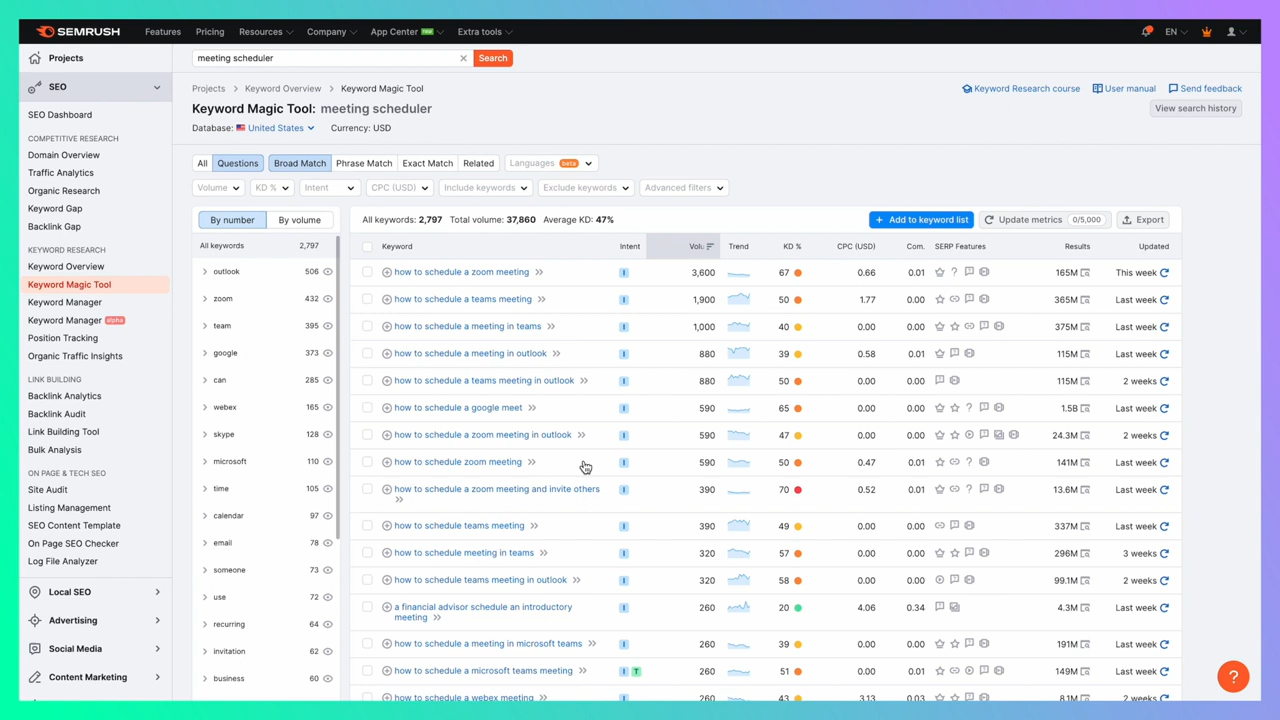 SEMRUSH Features Pricing Resources Company App Center NEW Extra tools EN
Projects
SEO
SEO Dashboard
COMPETITIVE RESEARCH
Domain Overview
Traffic Analytics
Organic Research
Keyword Gap
Backlink Gap
KEYWORD RESEARCH
Keyword Overview
Keyword Magic Tool
Keyword Manager
Keyword Manager alpha
Position Tracking
Organic Traffic Insights
LINK BUILDING
Backlink Analytics
Backlink Audit
Link Building Tool
Bulk Analysis
ON PAGE & TECH SEO
Site Audit
Listing Management
SEO Content Template
On Page SEO Checker
Log File Analyzer
Local SEO
Advertising
Social Media
Content Marketing
meeting scheduler Search
Projects Keyword Overview Keyword Magic Tool
Keyword Research course User manual Send feedback
Keyword Magic Tool: meeting scheduler
View search history
Database: United States Currency: USD
All Questions Broad Match Phrase Match Exact Match Related Languages beta
Volume KD % Intent CPC (USD) Include keywords Exclude keywords Advanced filters
By number By volume
All keywords 2,797
outlook 506
zoom 432
team 395
google 373
can 285
webex 165
skype 128
microsoft 110
time 105
calendar 97
email 78
someone 73
use 72
recurring 64
invitation 62
business 60
All keywords: 2,797 Total volume: 37,860 Average KD: 47%
+ Add to keyword list Update metrics 0/5,000 Export
Keyword Intent Volu Trend KD % CPC (USD) Com. SERP Features Results Updated
how to schedule a zoom meeting I 3,600 67 0.66 0.01 165M This week
how to schedule a teams meeting I 1,900 50 1.77 0.00 365M Last week
how to schedule a meeting in teams I 1,000 40 0.00 0.00 375M Last week
how to schedule a meeting in outlook I 880 39 0.58 0.01 115M Last week
how to schedule a teams meeting in outlook I 880 50 0.00 0.00 115M 2 weeks
how to schedule a google meet I 590 65 0.00 0.01 1.5B Last week
how to schedule a zoom meeting in outlook I 590 47 0.00 0.00 24.3M 2 weeks
how to schedule zoom meeting I 590 50 0.47 0.01 141M Last week
how to schedule a zoom meeting and invite others I 390 70 0.52 0.01 13.6M Last week
how to schedule teams meeting I 390 49 0.00 0.00 337M Last week
how to schedule meeting in teams I 320 57 0.00 0.00 296M 3 weeks
how to schedule teams meeting in outlook I 320 58 0.00 0.00 99.1M 2 weeks
a financial advisor schedule an introductory
meeting I 260 20 4.06 0.34 4.3M Last week
how to schedule a meeting in microsoft teams I 260 39 0.00 0.00 191M Last week
how to schedule a microsoft teams meeting I T 260 51 0.00 0.01 149M Last week
how to schedule a webex meeting I 260 43 3.13 0.03 8.1M 2 weeks
?